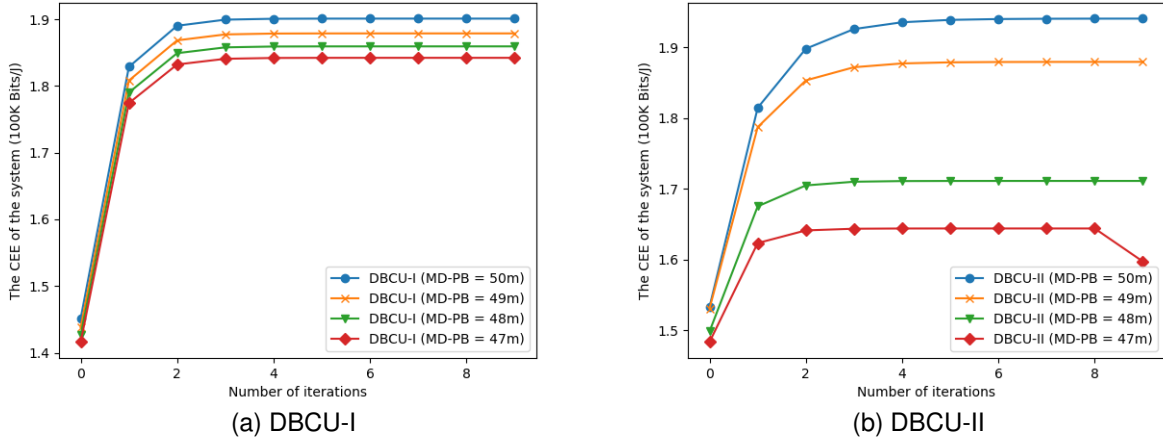 The CEE of the system (100K Bits/J)
1.9
1.8
1.7
1.6
1.5
1.4
DBCU-I (MD-PB = 50m)
DBCU-I (MD-PB = 49m)
DBCU-I (MD-PB = 48m)
DBCU-I (MD-PB = 47m)
0 2 4 6 8
Number of iterations
(a) DBCU-I
The CEE of the system (100K Bits/J)
1.9
1.8
1.7
1.6
1.5
DBCU-II (MD-PB = 50m)
DBCU-II (MD-PB = 49m)
DBCU-II (MD-PB = 48m)
DBCU-II (MD-PB = 47m)
0 2 4 6 8
Number of iterations
(b) DBCU-II